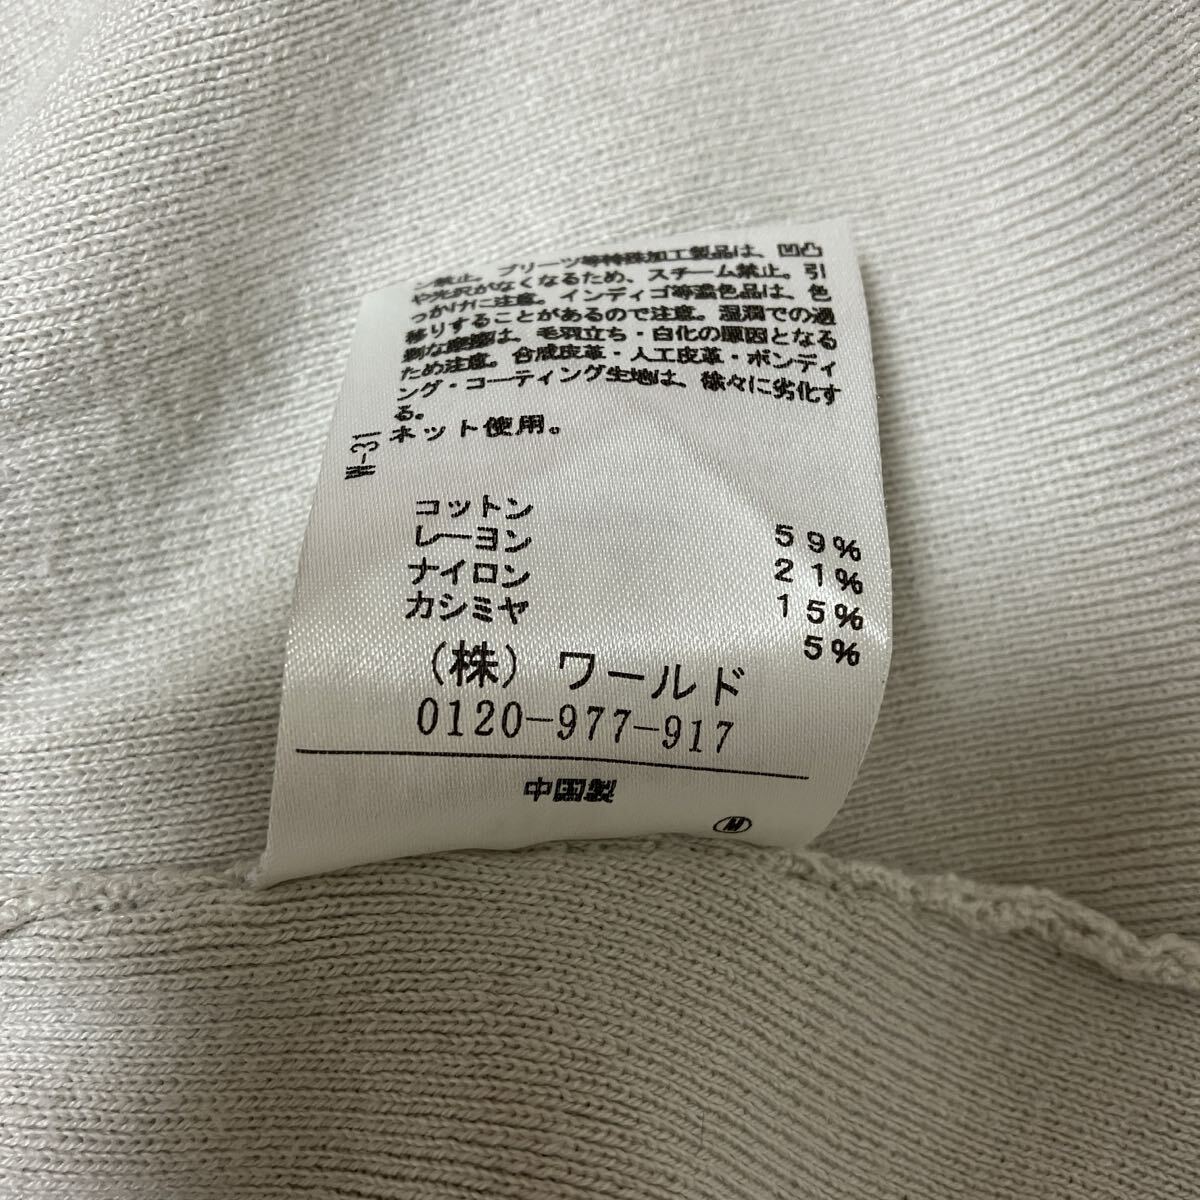 ン禁止。プリーツ等特殊加工製品は、凹凸
や光沢がなくなるため、スチーム禁止。引
っかけに注意。インディゴ等濃色品は、色
移りすることがあるので注意。湿潤での過
剰な摩擦は、毛羽立ち・白化の原因となる
ため注意。合成皮革・人工皮革・ボンディ
ング・コーティング生地は、徐々に劣化す
る。
ネット使用。
W-31
コットン 59%
レーヨン 21%
ナイロン 15%
カシミヤ 5%
(株)ワールド
0120-977-917
中国製
M